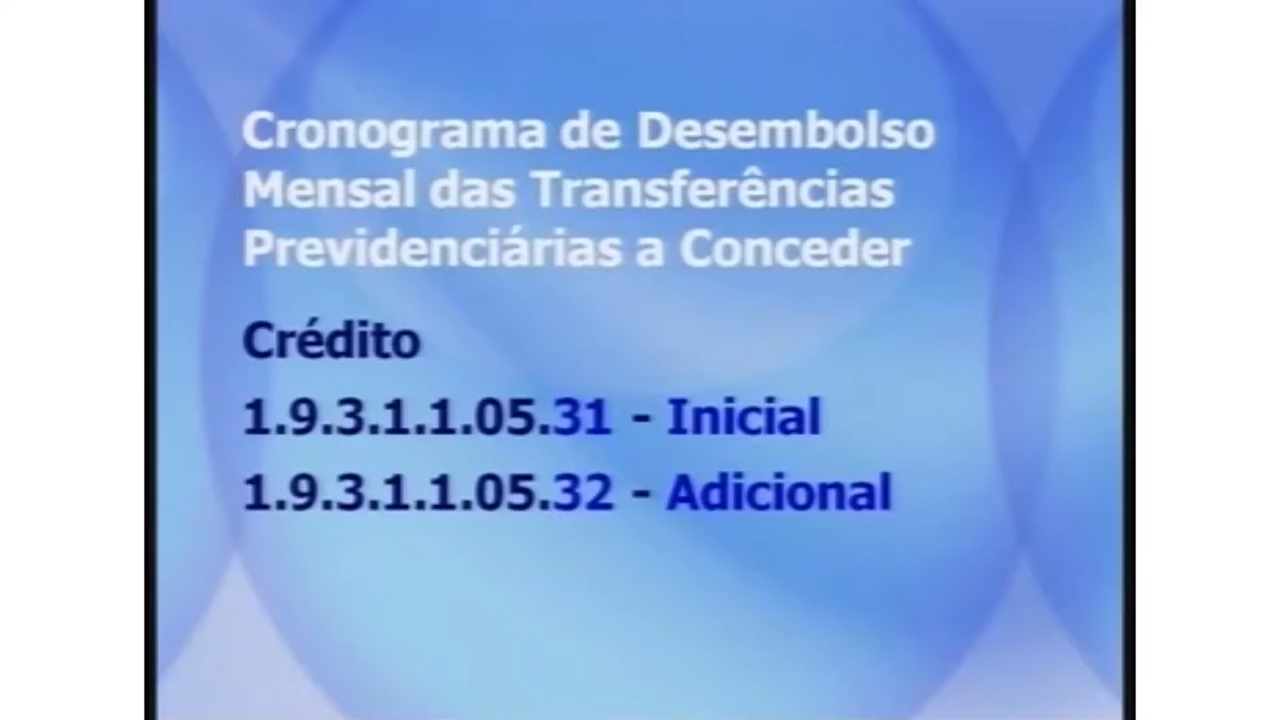 Cronograma de Desembolso
Mensal das Transferências
Previdenciárias a Conceder
Crédito
1.9.3.1.1.05.31 - Inicial
1.9.3.1.1.05.32 - Adicional